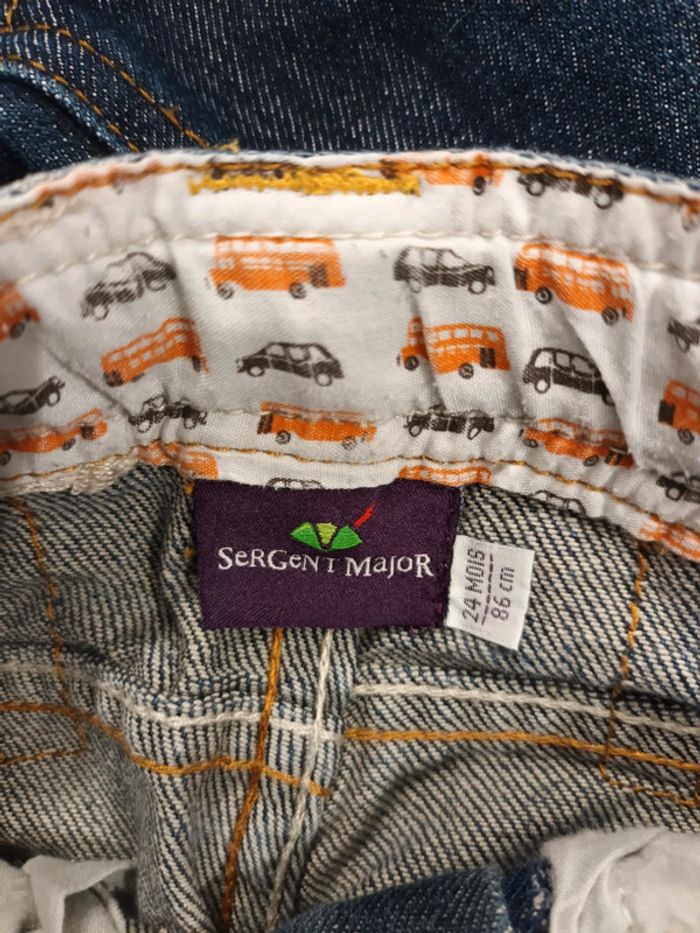 SeRGeNT MajoR
24 MOIS
86 cm